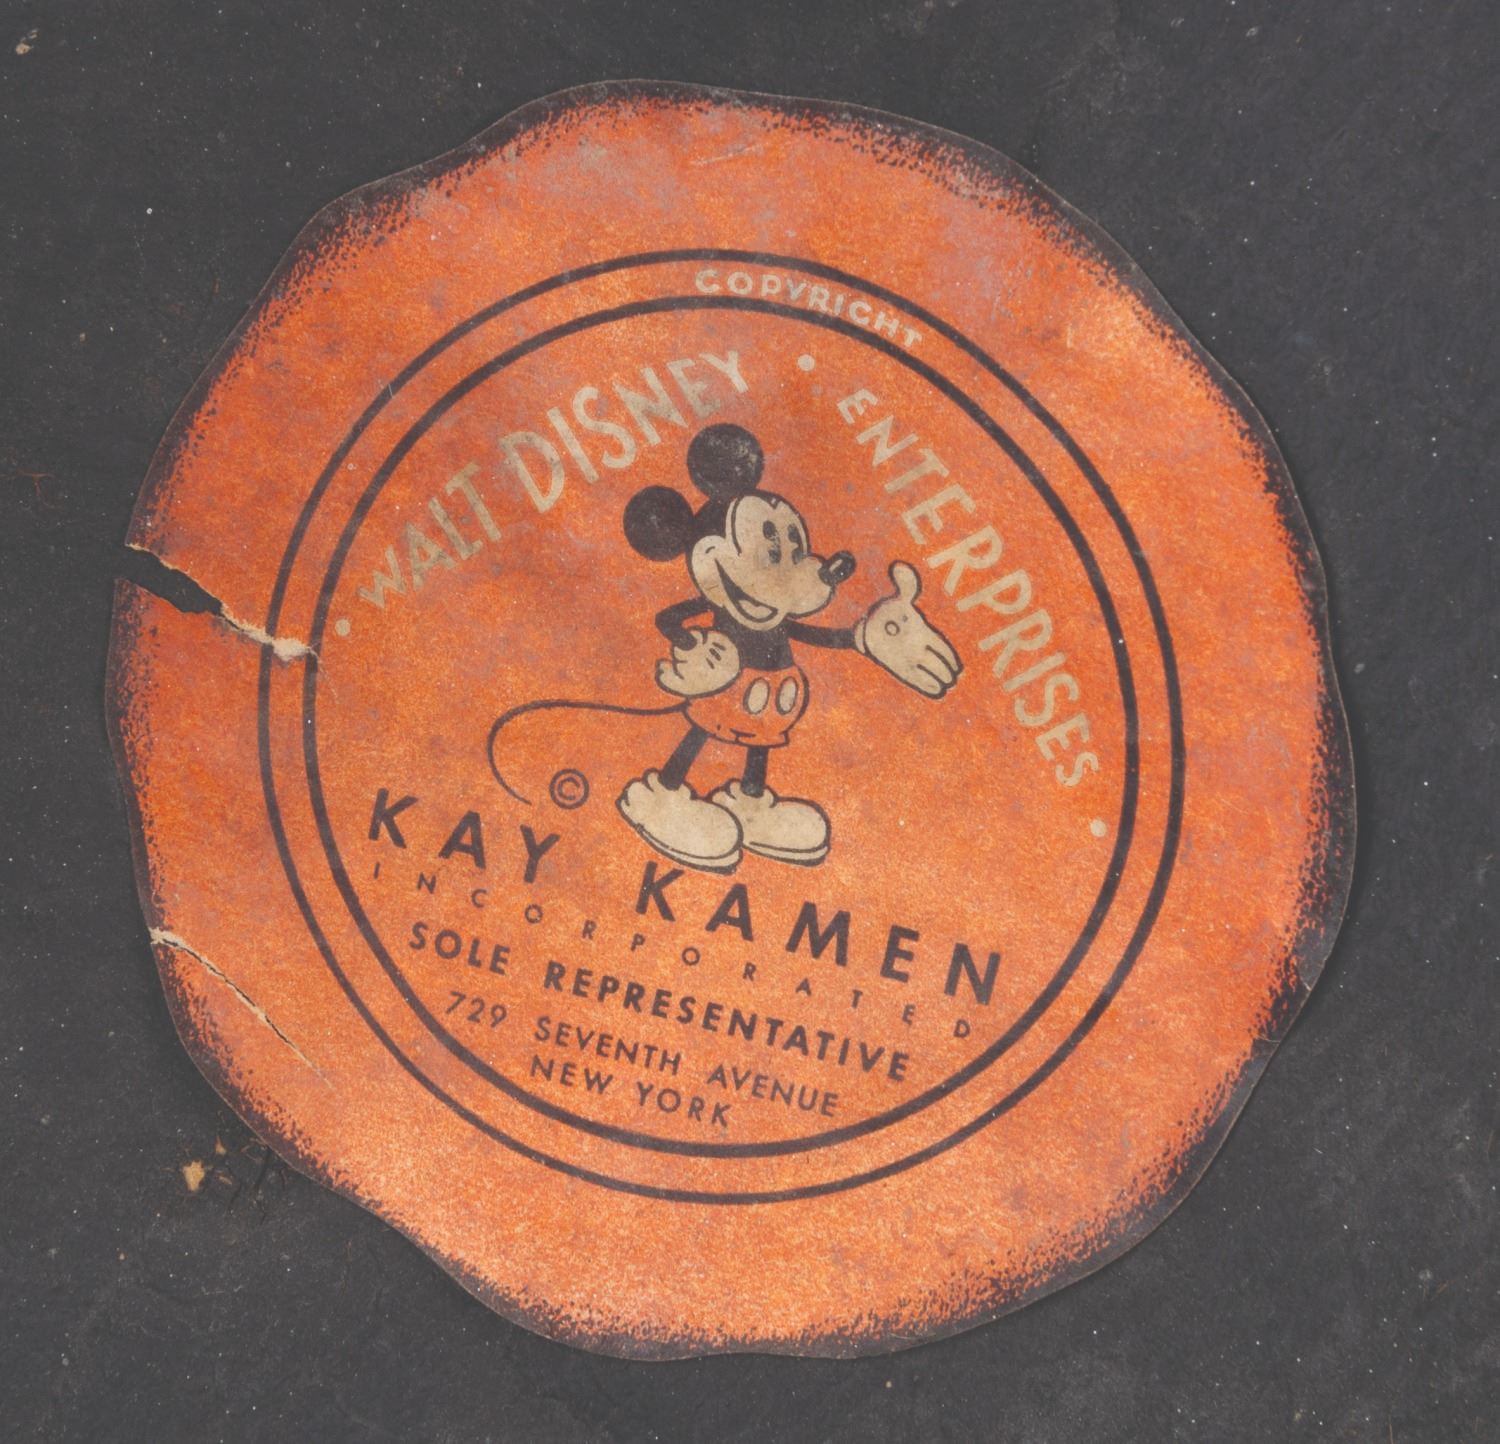 COPYRIGHT
WALT DISNEY • ENTERPRISES
©
KAY KAMEN
INCORPORATED
SOLE REPRESENTATIVE
729 SEVENTH AVENUE
NEW YORK